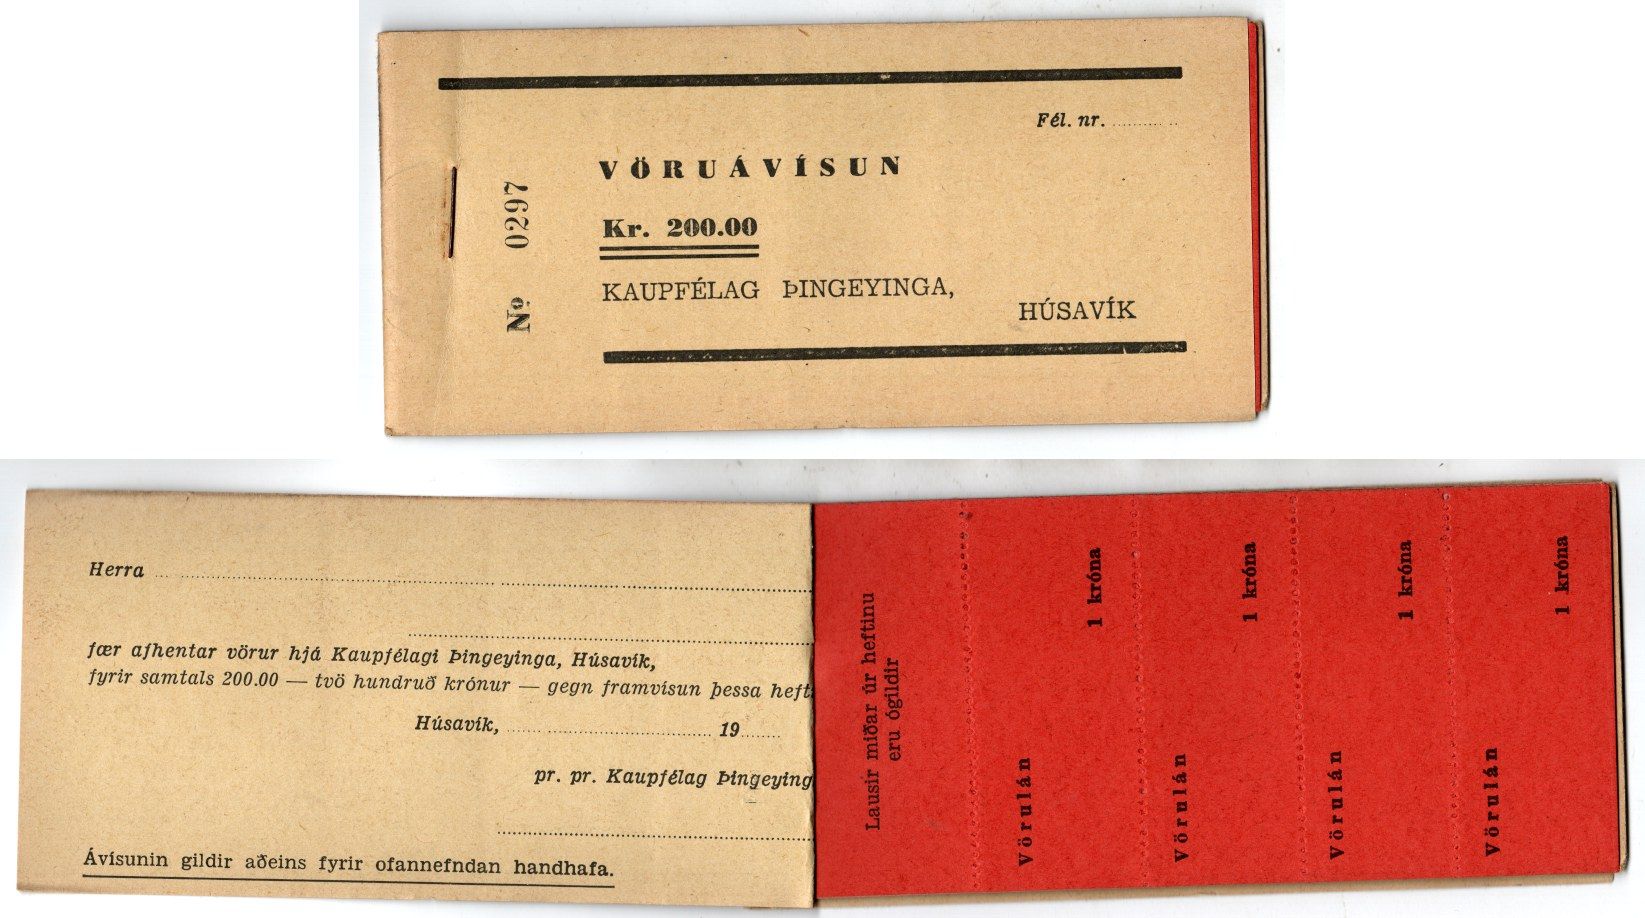 Fél. nr. ............
VÖRUÁVÍSUN
Kr. 200.00
KAUPFÉLAG ÞINGEYINGA,
HÚSAVÍK
Nº 0297
Herra ....................
fær afhentar vörur hjá Kaupfélagi Þingeyinga, Húsavík,
fyrir samtals 200.00 — tvö hundruð krónur — gegn framvísun þessa heft
Húsavík, .................... 19......
pr. pr. Kaupfélag Þingeying
Ávísunin gildir aðeins fyrir ofannefndan handhafa.
Lausir miðar úr heftinu
eru ógildir
Vörulán 1 króna
Vörulán 1 króna
Vörulán 1 króna
Vörulán 1 króna